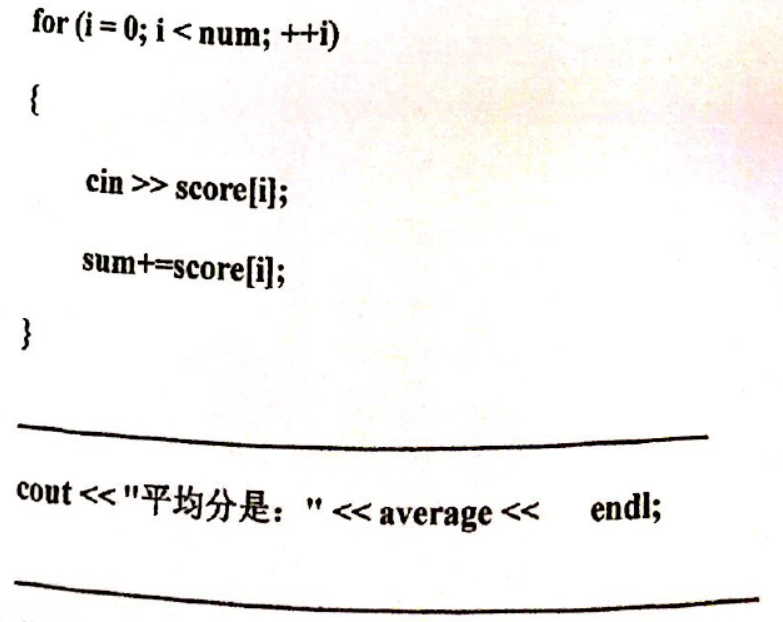 for (i = 0; i < num; ++i)
{
cin >> score[i];
sum+=score[i];
}
cout << "平均分是：" << average << endl;